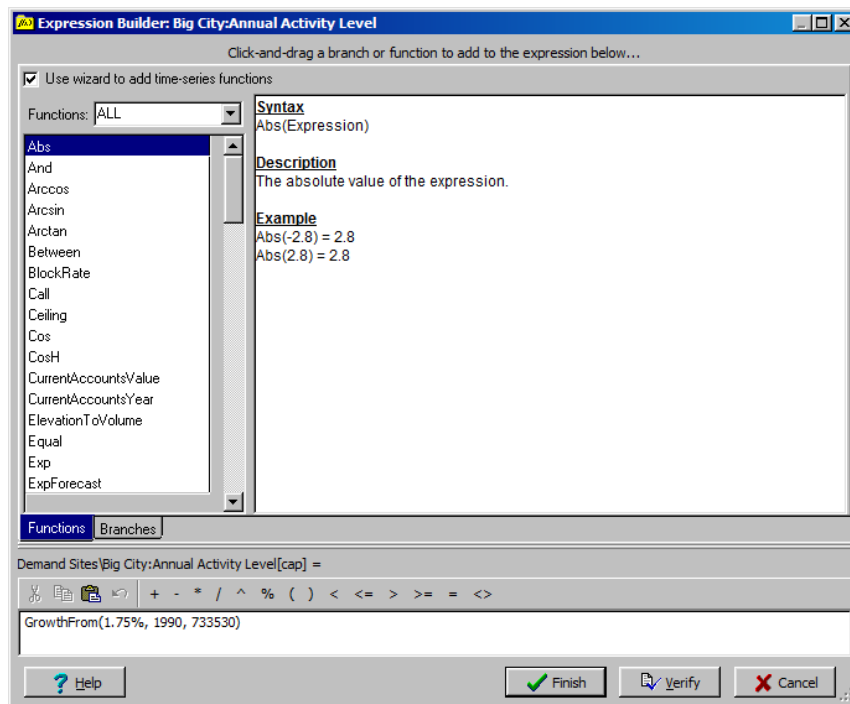 Expression Builder: Big City:Annual Activity Level
Click-and-drag a branch or function to add to the expression below...
Use wizard to add time-series functions
Functions: ALL
Abs
And
Arccos
Arcsin
Arctan
Between
BlockRate
Call
Ceiling
Cos
CosH
CurrentAccountsValue
CurrentAccountsYear
ElevationToVolume
Equal
Exp
ExpForecast
Syntax
Abs(Expression)
Description
The absolute value of the expression.
Example
Abs(-2.8) = 2.8
Abs(2.8) = 2.8
Functions Branches
Demand Sites\Big City:Annual Activity Level[cap] =
+ - * / ^ % ( ) < <= > >= = <>
GrowthFrom(1.75%, 1990, 733530)
? Help Finish Verify Cancel